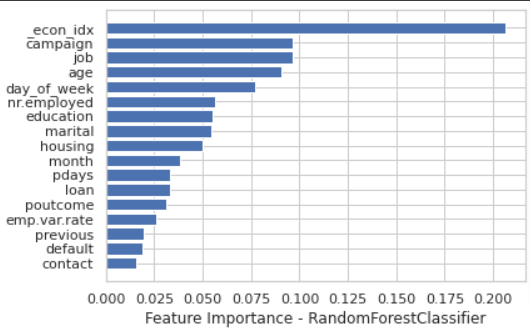 _econ_idx
campaign
job
age
day_of_week
nr.employed
education
marital
housing
month
pdays
loan
poutcome
emp.var.rate
previous
default
contact
0.000 0.025 0.050 0.075 0.100 0.125 0.150 0.175 0.200
Feature Importance - RandomForestClassifier